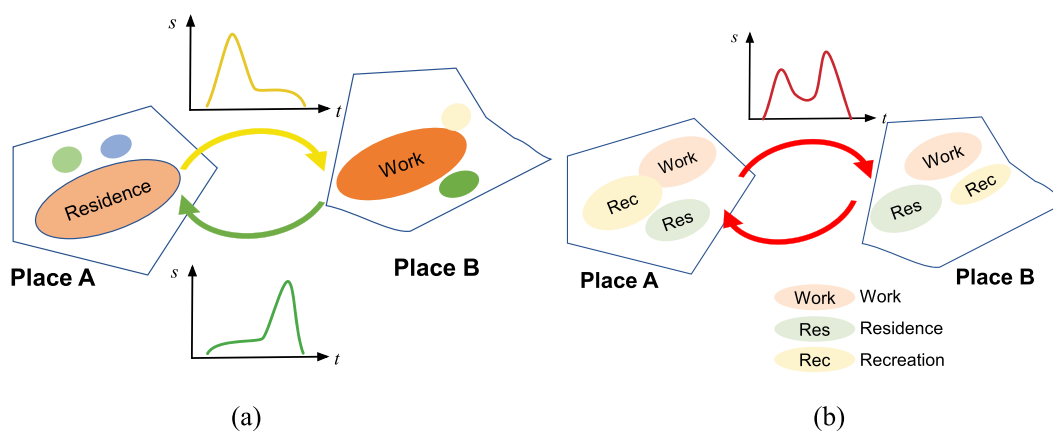 s
t
Residence
Work
Place A
Place B
s
t
(a)
s
t
Work
Rec
Res
Work
Rec
Res
Place A
Place B
Work Work
Res Residence
Rec Recreation
(b)